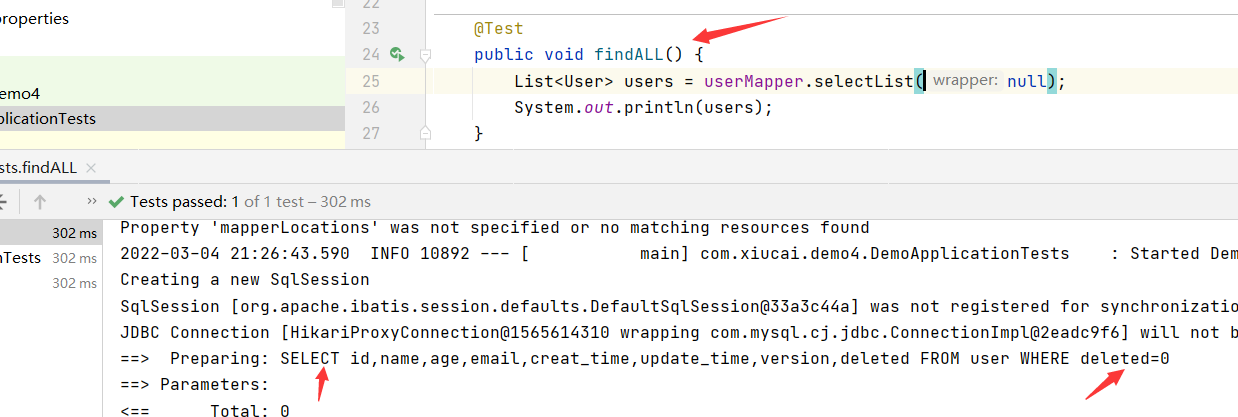 22
properties
23 @Test
24 public void findALL() {
25 List<User> users = userMapper.selectList( wrapper: null);
emo4
26 System.out.println(users);
plicationTests
27 }
sts.findALL ×
» Tests passed: 1 of 1 test – 302 ms
302 ms
nTests 302 ms
302 ms
Property 'mapperLocations' was not specified or no matching resources found
2022-03-04 21:26:43.590  INFO 10892 --- [           main] com.xiucai.demo4.DemoApplicationTests    : Started Dem
Creating a new SqlSession
SqlSession [org.apache.ibatis.session.defaults.DefaultSqlSession@33a3c44a] was not registered for synchronizatio
JDBC Connection [HikariProxyConnection@1565614310 wrapping com.mysql.cj.jdbc.ConnectionImpl@2eadc9f6] will not b
==>  Preparing: SELECT id,name,age,email,creat_time,update_time,version,deleted FROM user WHERE deleted=0
==> Parameters:
<==      Total: 0